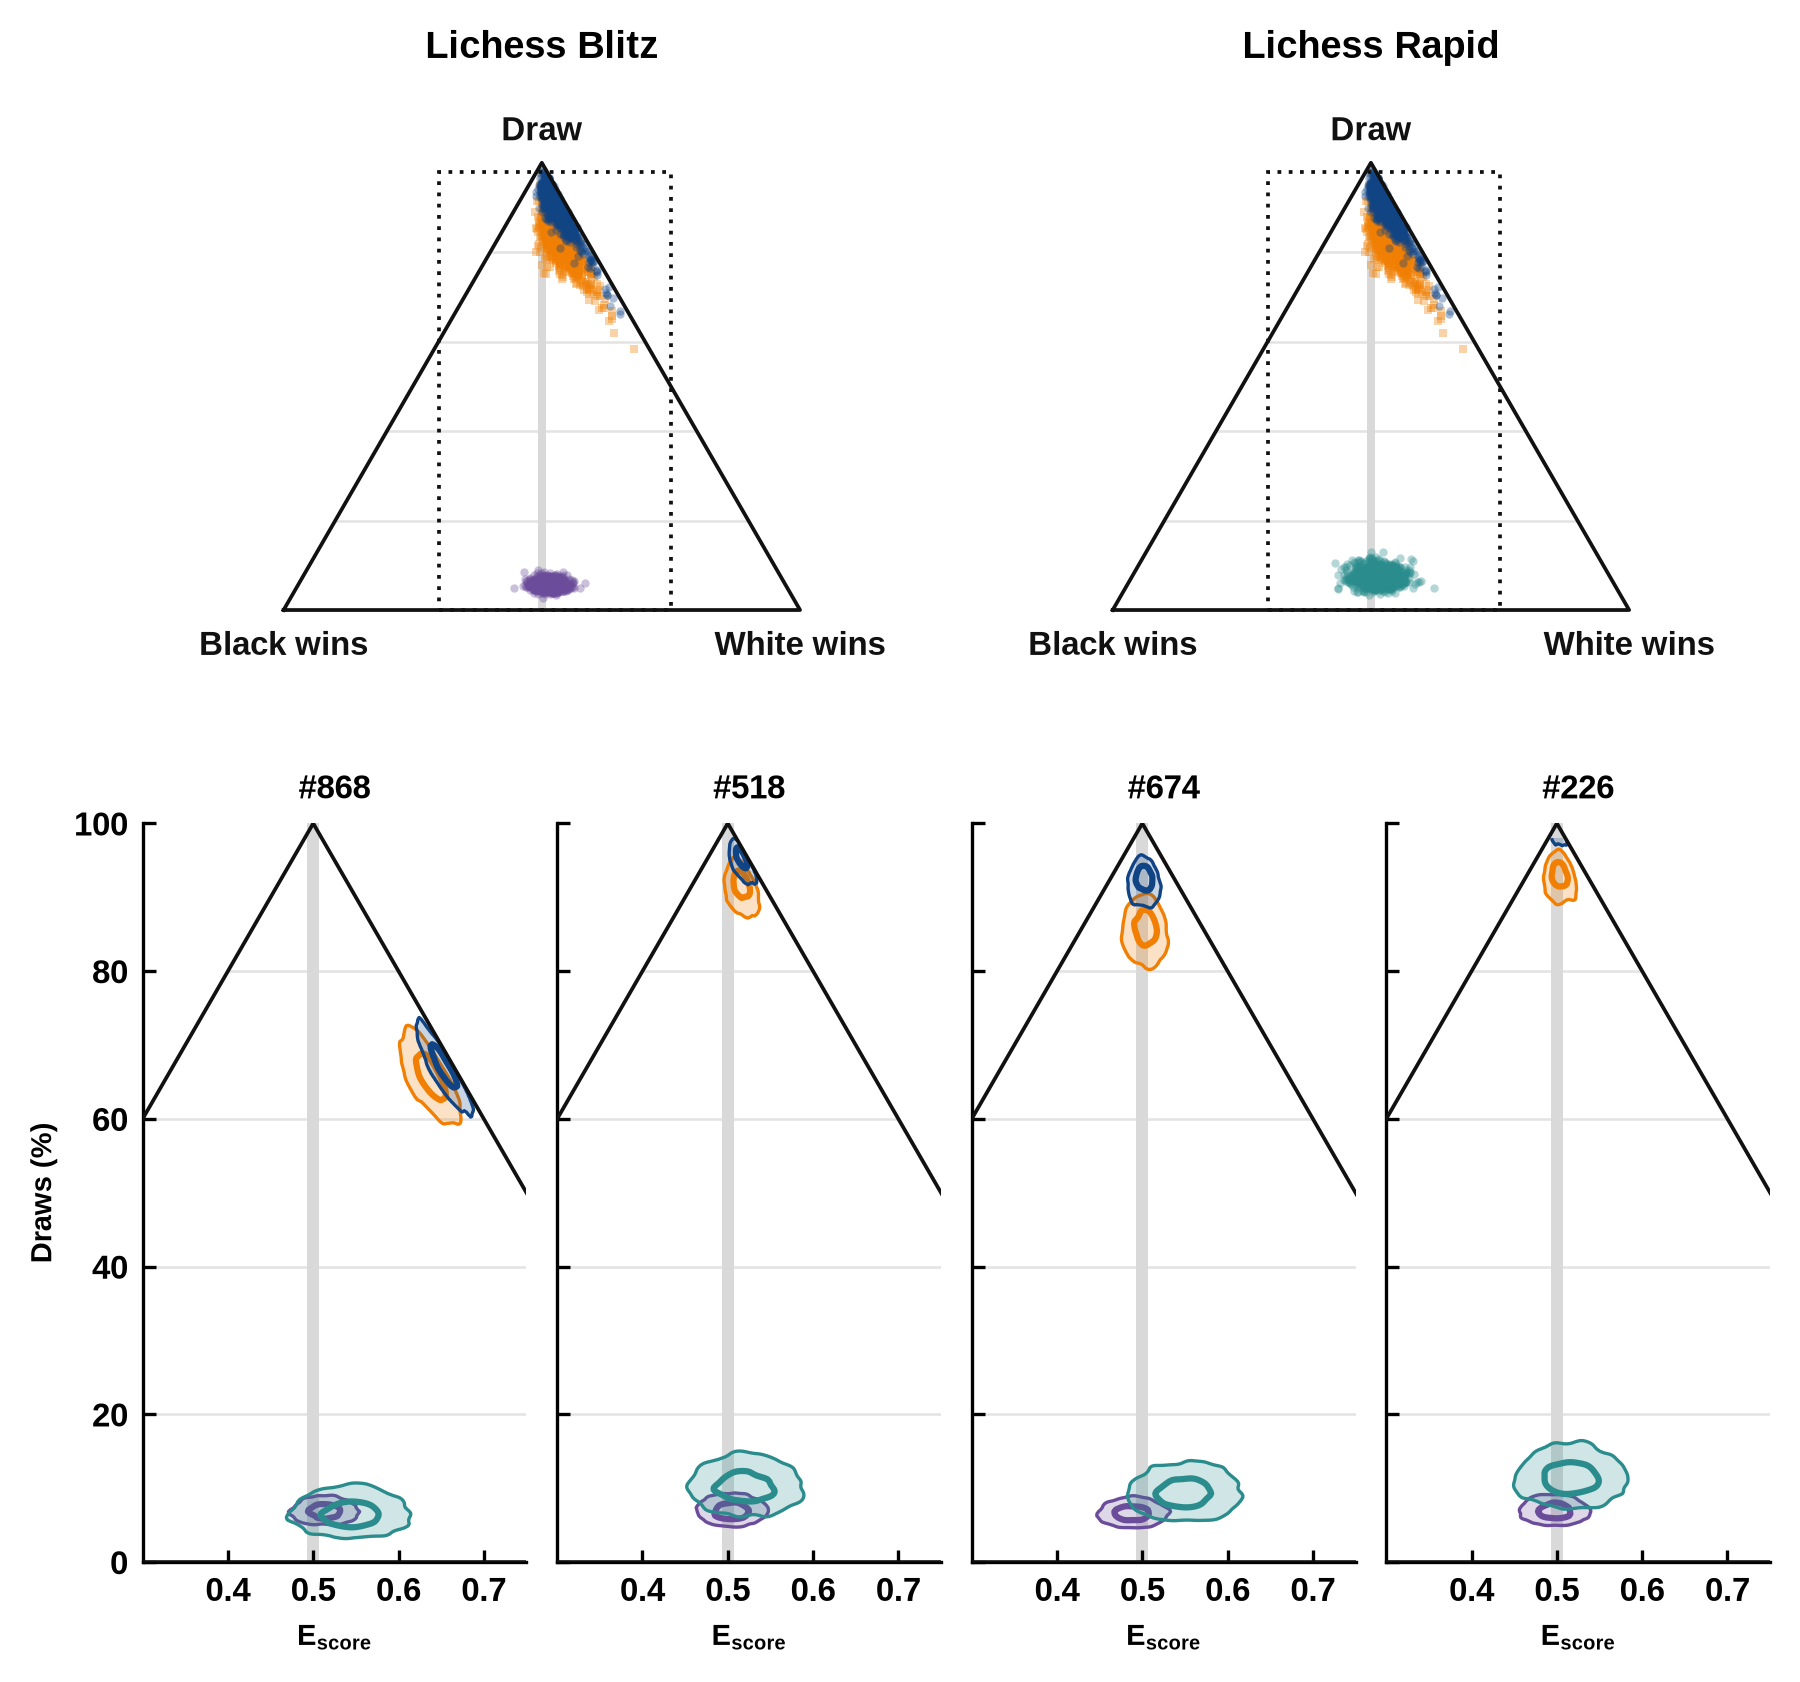 Lichess Blitz
Lichess Rapid
Draw
Draw
Black wins
White wins
Black wins
White wins
#868
#518
#674
#226
Draws (%)
100
80
60
40
20
0
0.4 0.5 0.6 0.7
0.4 0.5 0.6 0.7
0.4 0.5 0.6 0.7
0.4 0.5 0.6 0.7
Escore
Escore
Escore
Escore